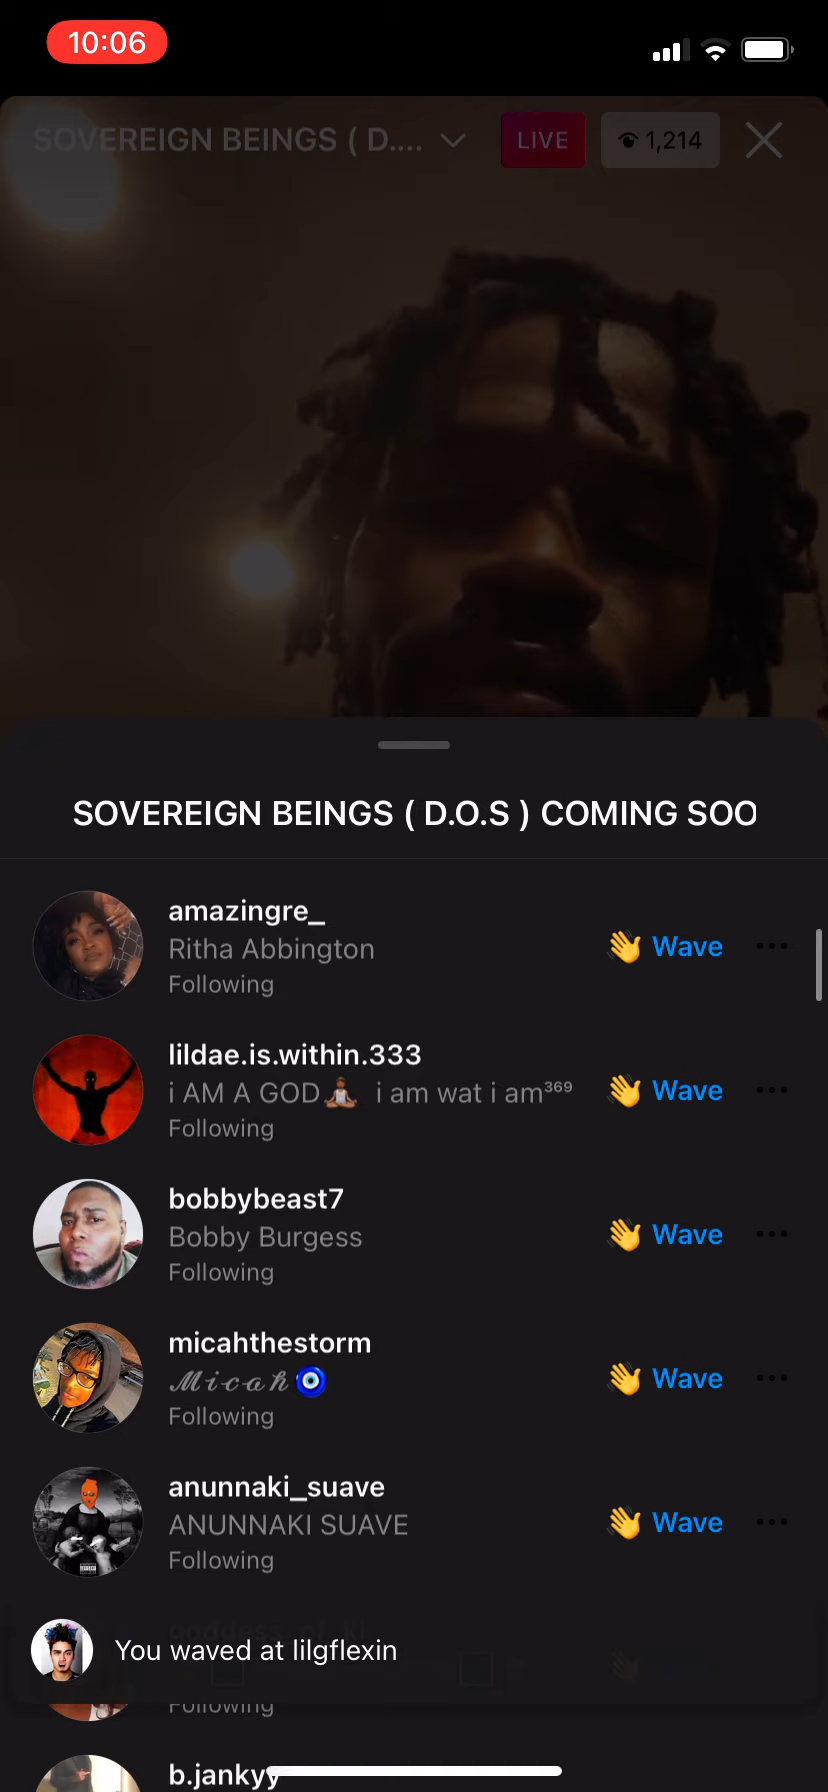 10:06
SOVEREIGN BEINGS ( D....
LIVE
1,214
SOVEREIGN BEINGS ( D.O.S ) COMING SOO
amazingre_
Ritha Abbington
Following
Wave
lildae.is.within.333
i AM A GOD🧘🏾 i am wat i am³⁶⁹
Following
Wave
bobbybeast7
Bobby Burgess
Following
Wave
micahthestorm
𝓜𝓲𝓬𝓪𝓱🧿
Following
Wave
anunnaki_suave
ANUNNAKI SUAVE
Following
Wave
You waved at lilgflexin
Following
b.jankyy